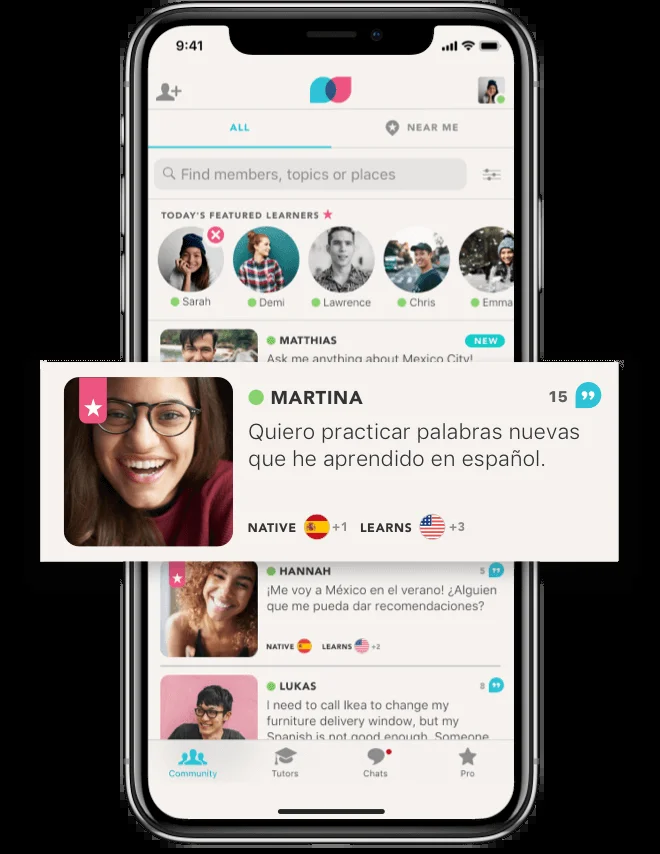 9:41
ALL
NEAR ME
Find members, topics or places
TODAY'S FEATURED LEARNERS
Sarah
Demi
Lawrence
Chris
Emma
MATTHIAS
NEW
Ask me anything about Mexico City!
MARTINA
15
Quiero practicar palabras nuevas
que he aprendido en español.
NATIVE +1 LEARNS +3
HANNAH
5
¡Me voy a México en el verano! ¿Alguien
que me pueda dar recomendaciones?
NATIVE LEARNS +2
LUKAS
8
I need to call Ikea to change my
furniture delivery window, but my
Spanish is not good enough. Someone
Community
Tutors
Chats
Pro